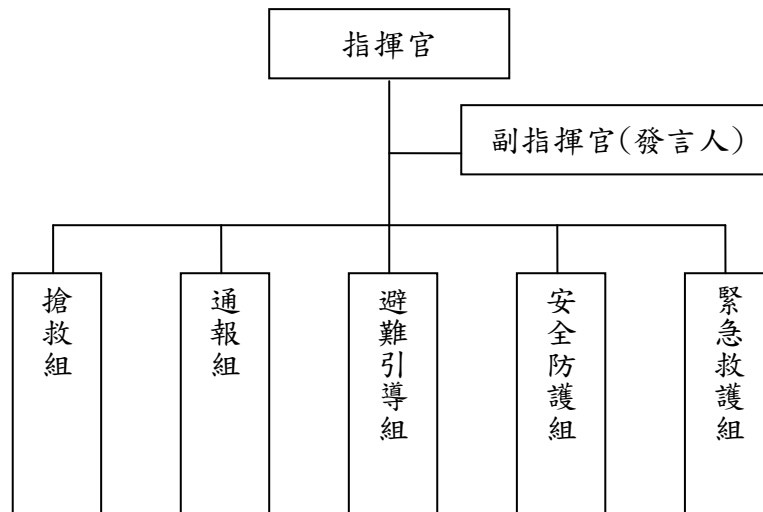 指揮官
副指揮官(發言人)
搶救組
通報組
避難引導組
安全防護組
緊急救護組